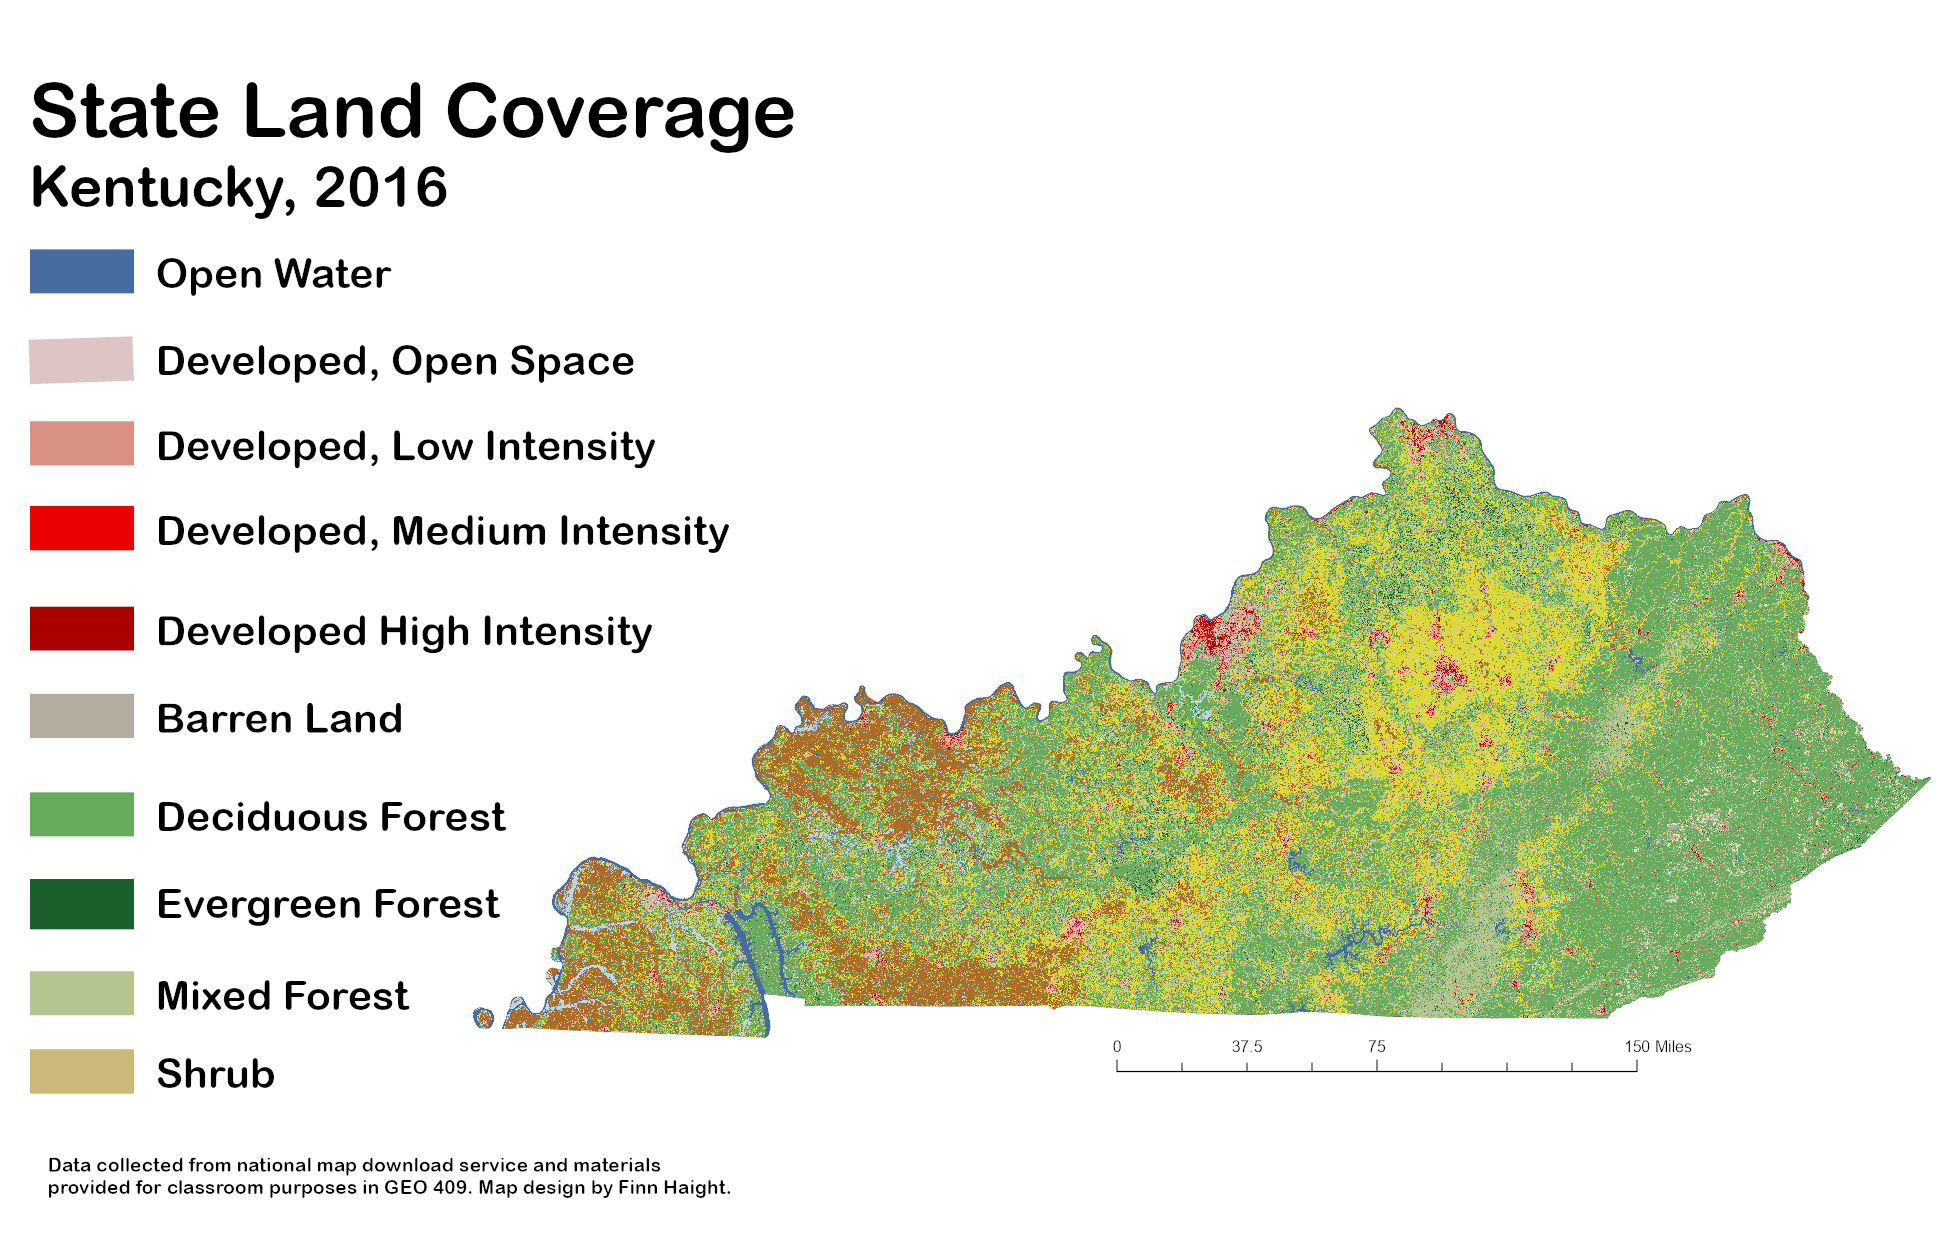 State Land Coverage
Kentucky, 2016
Open Water
Developed, Open Space
Developed, Low Intensity
Developed, Medium Intensity
Developed High Intensity
Barren Land
Deciduous Forest
Evergreen Forest
Mixed Forest
Shrub
0 37.5 75 150 Miles
Data collected from national map download service and materials
provided for classroom purposes in GEO 409. Map design by Finn Haight.